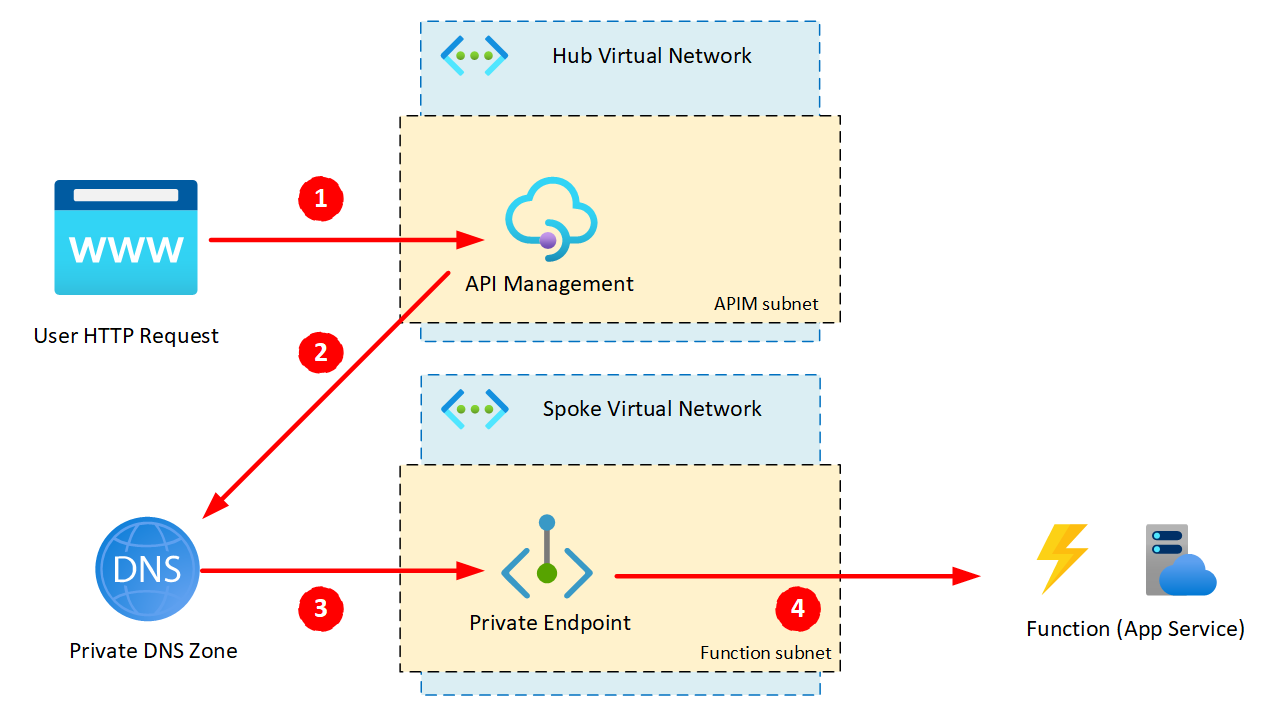 Hub Virtual Network
1
WWW
API Management
APIM subnet
User HTTP Request
2
Spoke Virtual Network
DNS
3
Private DNS Zone
Private Endpoint
4
Function subnet
Function (App Service)